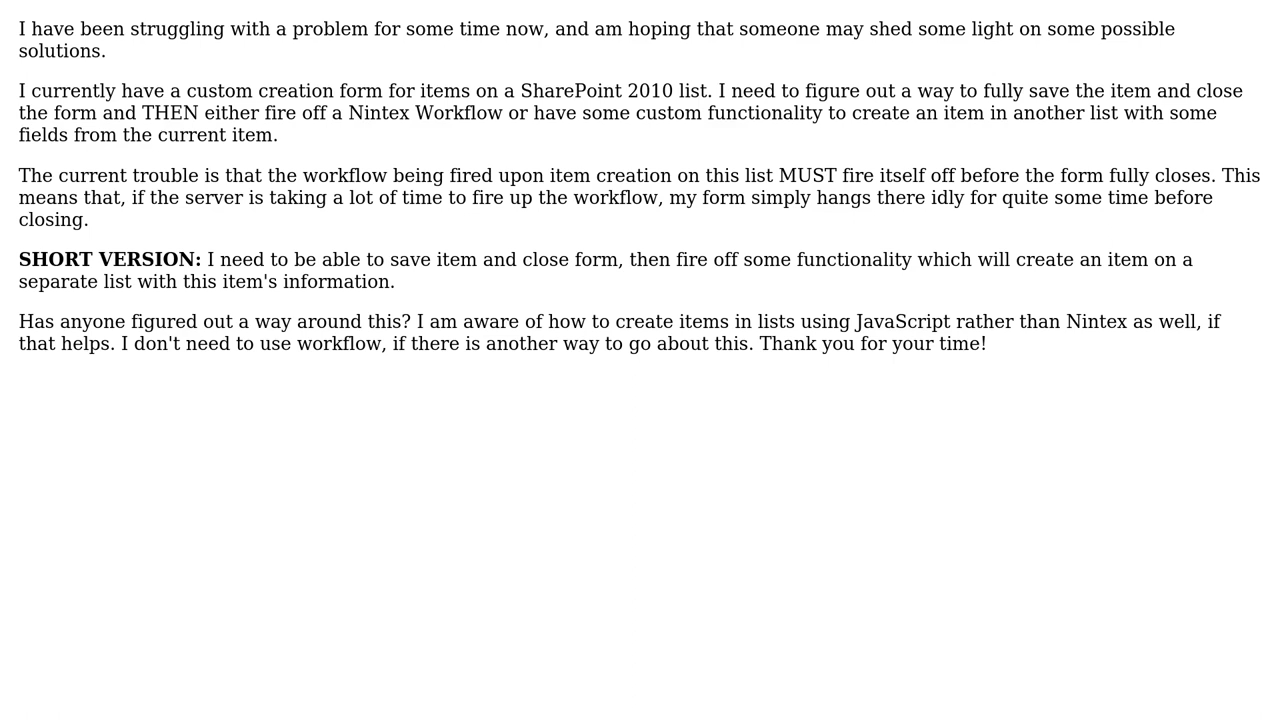 I have been struggling with a problem for some time now, and am hoping that someone may shed some light on some possible
solutions.
I currently have a custom creation form for items on a SharePoint 2010 list. I need to figure out a way to fully save the item and close
the form and THEN either fire off a Nintex Workflow or have some custom functionality to create an item in another list with some
fields from the current item.
The current trouble is that the workflow being fired upon item creation on this list MUST fire itself off before the form fully closes. This
means that, if the server is taking a lot of time to fire up the workflow, my form simply hangs there idly for quite some time before
closing.
SHORT VERSION: I need to be able to save item and close form, then fire off some functionality which will create an item on a
separate list with this item's information.
Has anyone figured out a way around this? I am aware of how to create items in lists using JavaScript rather than Nintex as well, if
that helps. I don't need to use workflow, if there is another way to go about this. Thank you for your time!